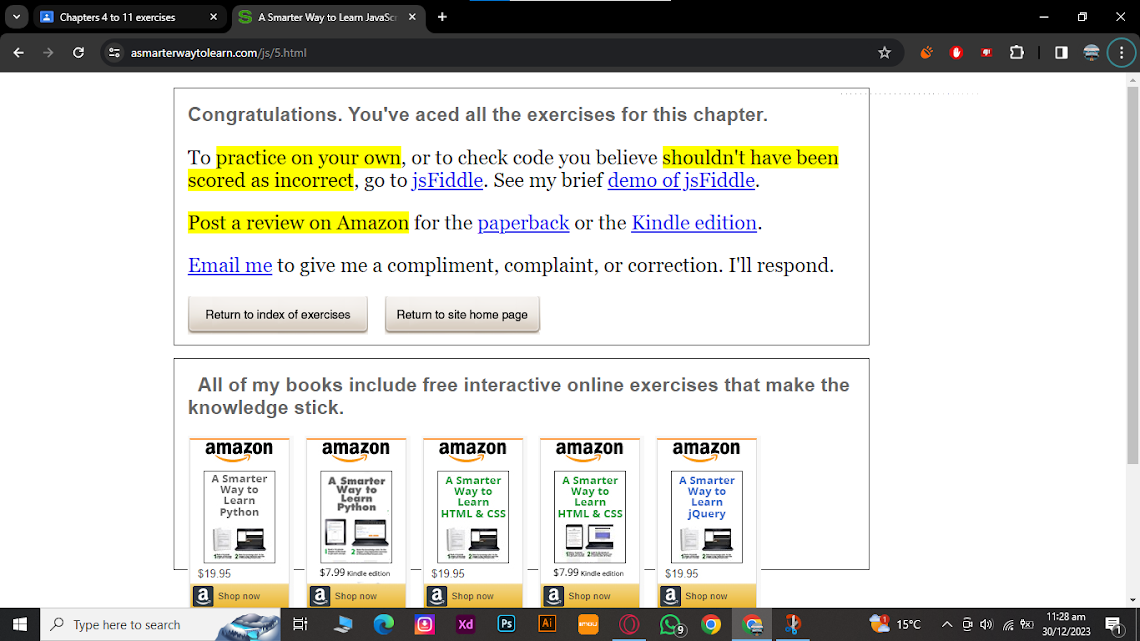 Chapters 4 to 11 exercises
A Smarter Way to Learn JavaSc
asmarterwaytolearn.com/js/5.html
Congratulations. You've aced all the exercises for this chapter.
To practice on your own, or to check code you believe shouldn't have been
scored as incorrect, go to jsFiddle. See my brief demo of jsFiddle.
Post a review on Amazon for the paperback or the Kindle edition.
Email me to give me a compliment, complaint, or correction. I'll respond.
Return to index of exercises Return to site home page
All of my books include free interactive online exercises that make the
knowledge stick.
amazon
A Smarter
Way to
Learn
Python
$19.95
a Shop now
amazon
A Smarter
Way to
Learn
Python
$7.99 Kindle edition
a Shop now
amazon
A Smarter
Way to
Learn
HTML & CSS
$19.95
a Shop now
amazon
A Smarter
Way to
Learn
HTML & CSS
$7.99 Kindle edition
a Shop now
amazon
A Smarter
Way to
Learn
jQuery
$19.95
a Shop now
Type here to search
Xd
Ps
Ai
9
15°C
11:28 am
30/12/2023
1